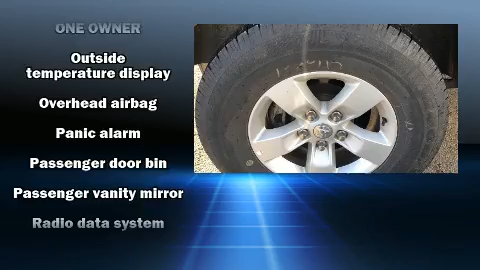 ONE OWNER
Outside
temperature display
Overhead airbag
Panic alarm
Passenger door bin
Passenger vanity mirror
Radio data system